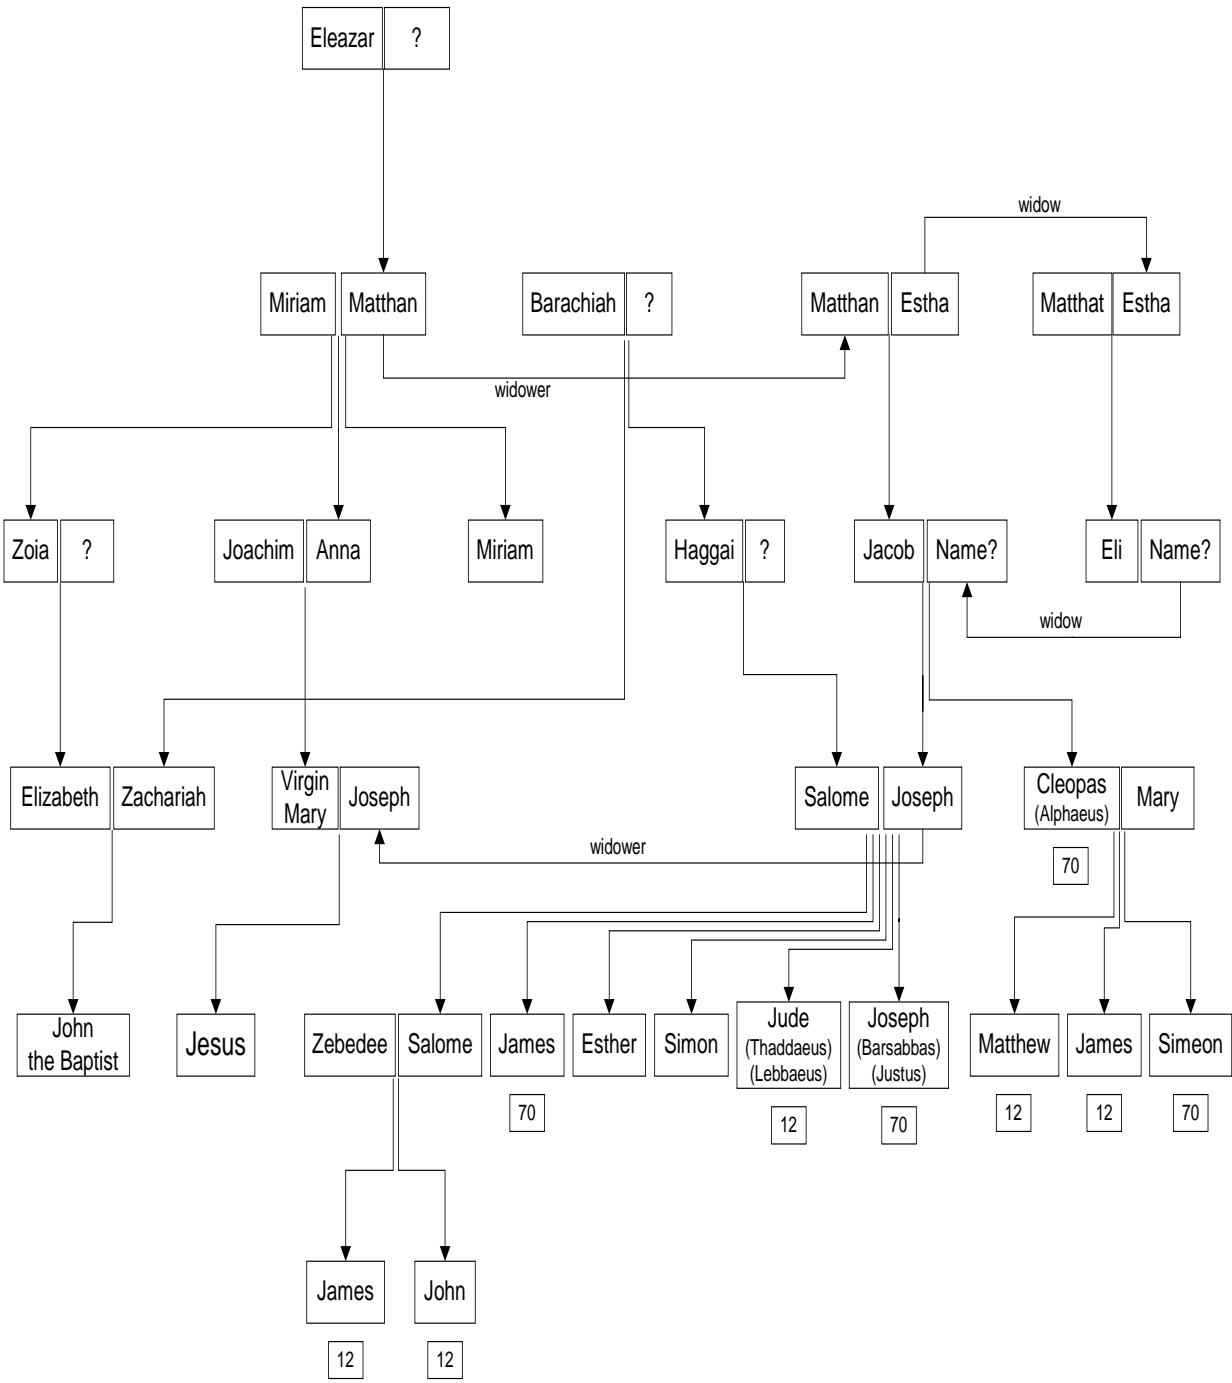 Eleazar ?
widow
Miriam Matthan Barachiah ? Matthan Estha Matthat Estha
widower
Zoia ? Joachim Anna Miriam Haggai ? Jacob Name? Eli Name?
widow
Elizabeth Zachariah
Virgin
Mary
Joseph
Salome Joseph
Cleopas
(Alphaeus)
Mary
widower
70
John
the Baptist
Jesus
Zebedee Salome James Esther Simon
Jude
(Thaddaeus)
(Lebbaeus)
Joseph
(Barsabbas)
(Justus)
Matthew James Simeon
70 12 70 12 12 70
James John
12 12